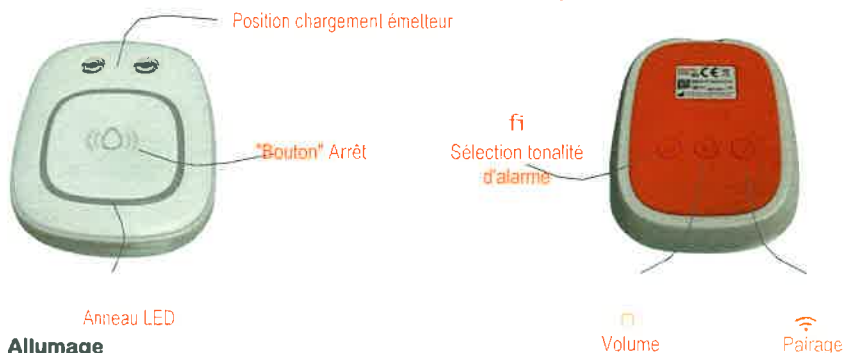 Position chargement émetteur
"Bouton" Arrêt
fi
Sélection tonalité
d'alarme
Anneau LED
Volume
Pairage
Allumage